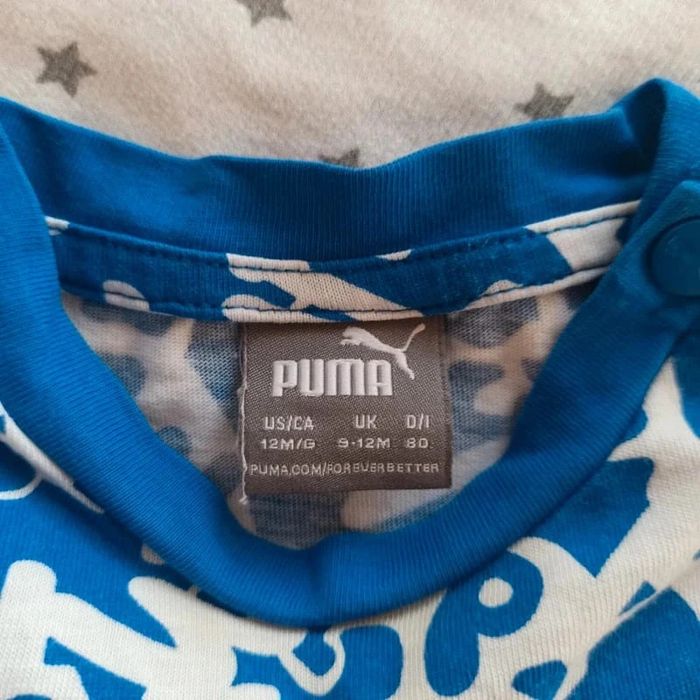 PUMA
US/CA UK D/I
12M/G 9-12M 80
PUMA.COM/FOREVERBETTER